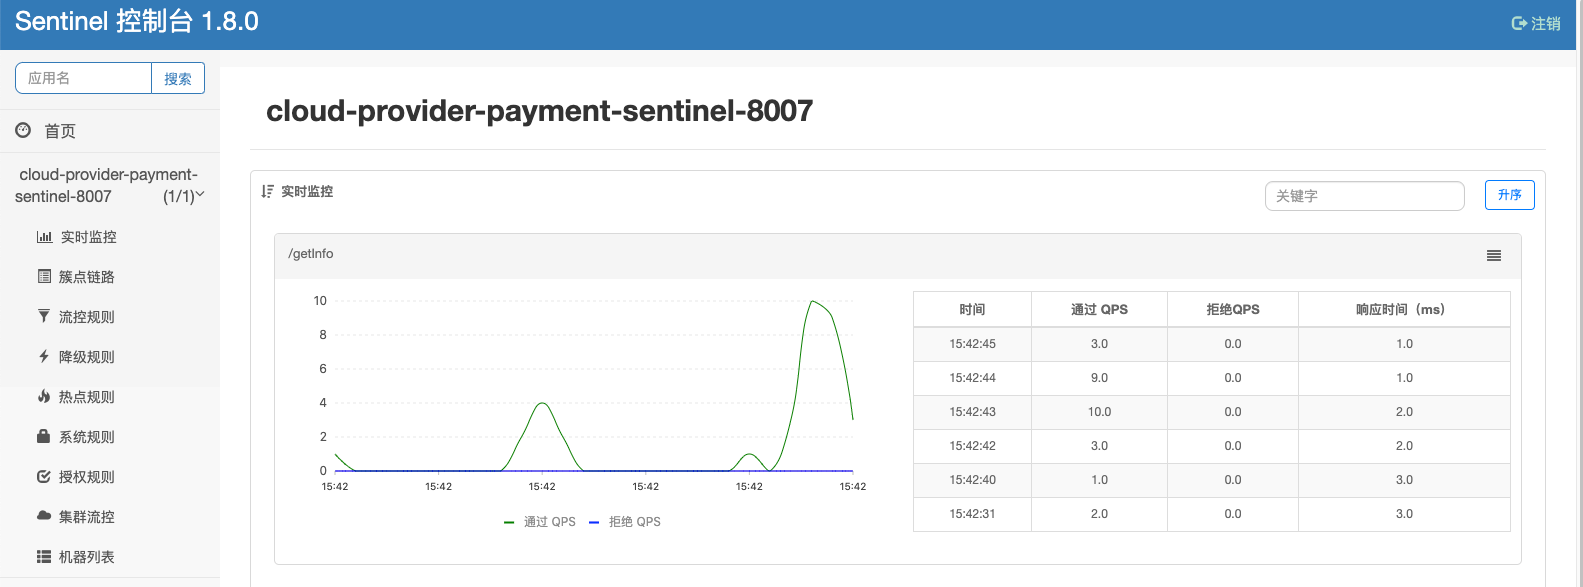 Sentinel 控制台 1.8.0
注销
应用名
搜索
首页
cloud-provider-payment-
sentinel-8007 (1/1)
实时监控
簇点链路
流控规则
降级规则
热点规则
系统规则
授权规则
集群流控
机器列表
cloud-provider-payment-sentinel-8007
实时监控
关键字
升序
/getInfo
10
8
6
4
2
0
15:42 15:42 15:42 15:42 15:42 15:42
通过 QPS 拒绝 QPS
时间 通过 QPS 拒绝QPS 响应时间（ms）
15:42:45 3.0 0.0 1.0
15:42:44 9.0 0.0 1.0
15:42:43 10.0 0.0 2.0
15:42:42 3.0 0.0 2.0
15:42:40 1.0 0.0 3.0
15:42:31 2.0 0.0 3.0